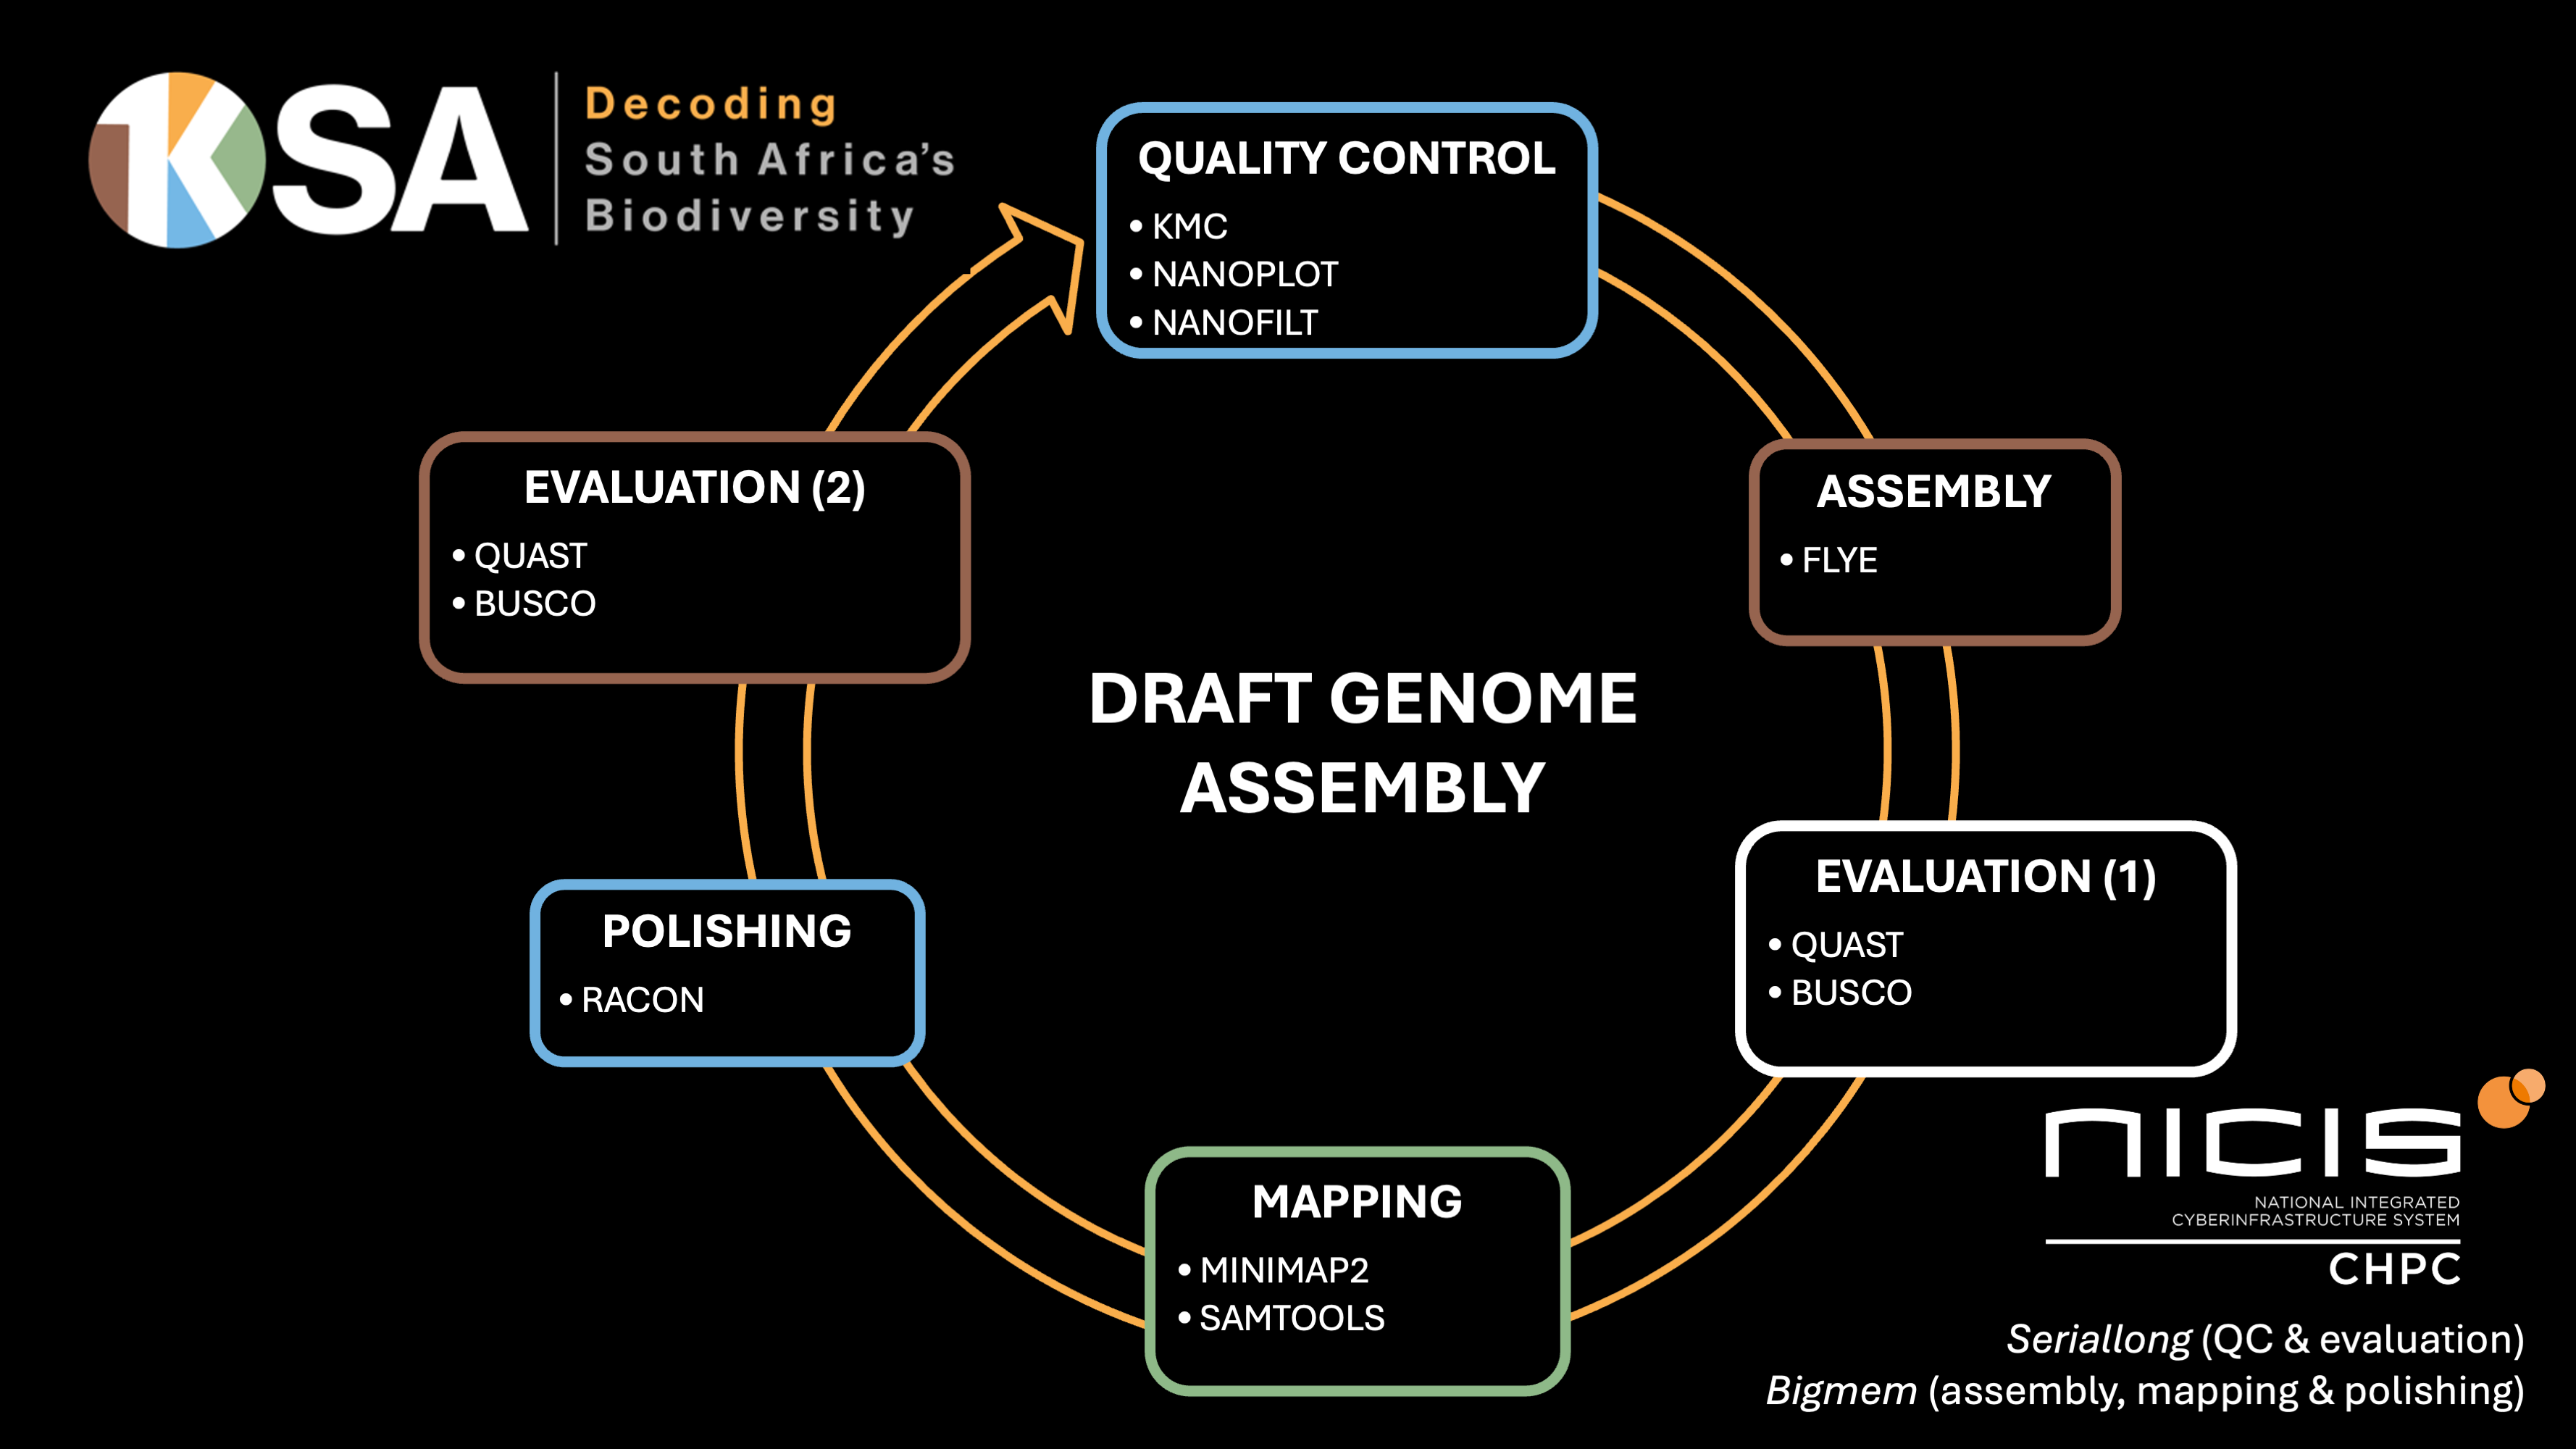 1KSA
Decoding
South Africa's
Biodiversity
QUALITY CONTROL
• KMC
• NANOPLOT
• NANOFILT
ASSEMBLY
• FLYE
EVALUATION (1)
• QUAST
• BUSCO
MAPPING
• MINIMAP2
• SAMTOOLS
POLISHING
• RACON
EVALUATION (2)
• QUAST
• BUSCO
DRAFT GENOME
ASSEMBLY
NICIS
NATIONAL INTEGRATED
CYBERINFRASTRUCTURE SYSTEM
CHPC
Seriallong (QC & evaluation)
Bigmem (assembly, mapping & polishing)